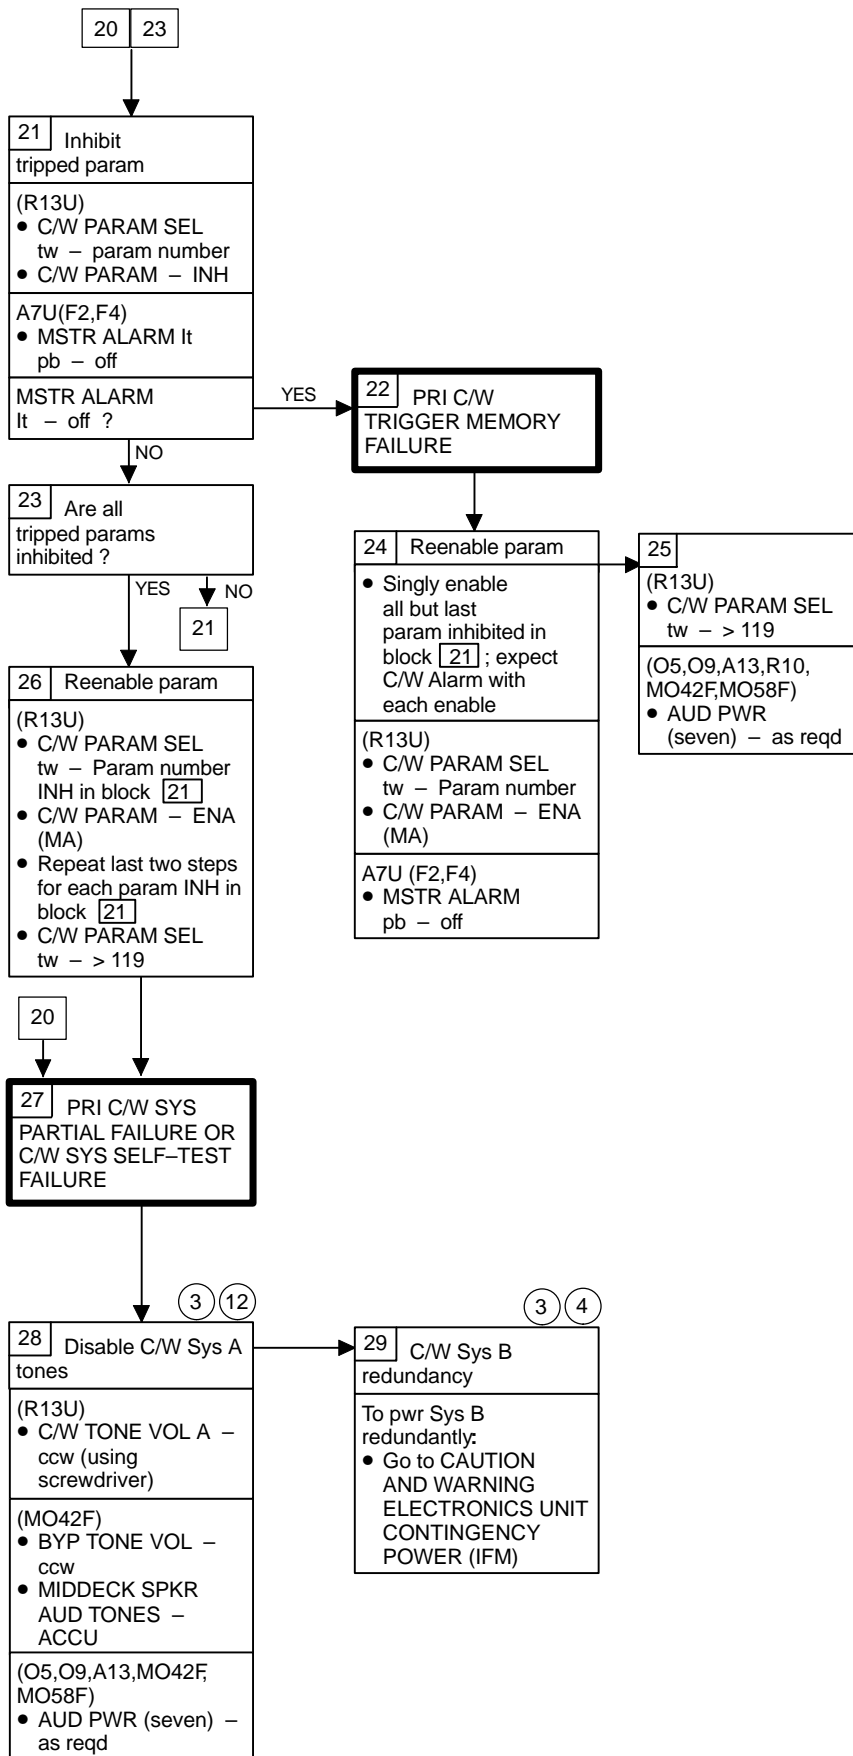 20 23
21 Inhibit
tripped param
(R13U)
• C/W PARAM SEL
tw – param number
• C/W PARAM – INH
A7U(F2,F4)
• MSTR ALARM lt
pb – off
MSTR ALARM
lt – off ?
YES
NO
22 PRI C/W
TRIGGER MEMORY
FAILURE
23 Are all
tripped params
inhibited ?
YES
NO
21
24 Reenable param
• Singly enable
all but last
param inhibited in
block 21 ; expect
C/W Alarm with
each enable
(R13U)
• C/W PARAM SEL
tw – Param number
• C/W PARAM – ENA
(MA)
A7U (F2,F4)
• MSTR ALARM
pb – off
25
(R13U)
• C/W PARAM SEL
tw – > 119
(O5,O9,A13,R10,
MO42F,MO58F)
• AUD PWR
(seven) – as reqd
26 Reenable param
(R13U)
• C/W PARAM SEL
tw – Param number
INH in block 21
• C/W PARAM – ENA
(MA)
• Repeat last two steps
for each param INH in
block 21
• C/W PARAM SEL
tw – > 119
20
27 PRI C/W SYS
PARTIAL FAILURE OR
C/W SYS SELF–TEST
FAILURE
3 12
28 Disable C/W Sys A
tones
(R13U)
• C/W TONE VOL A –
ccw (using
screwdriver)
(MO42F)
• BYP TONE VOL –
ccw
• MIDDECK SPKR
AUD TONES –
ACCU
(O5,O9,A13,MO42F,
MO58F)
• AUD PWR (seven) –
as reqd
3 4
29 C/W Sys B
redundancy
To pwr Sys B
redundantly:
• Go to CAUTION
AND WARNING
ELECTRONICS UNIT
CONTINGENCY
POWER (IFM)